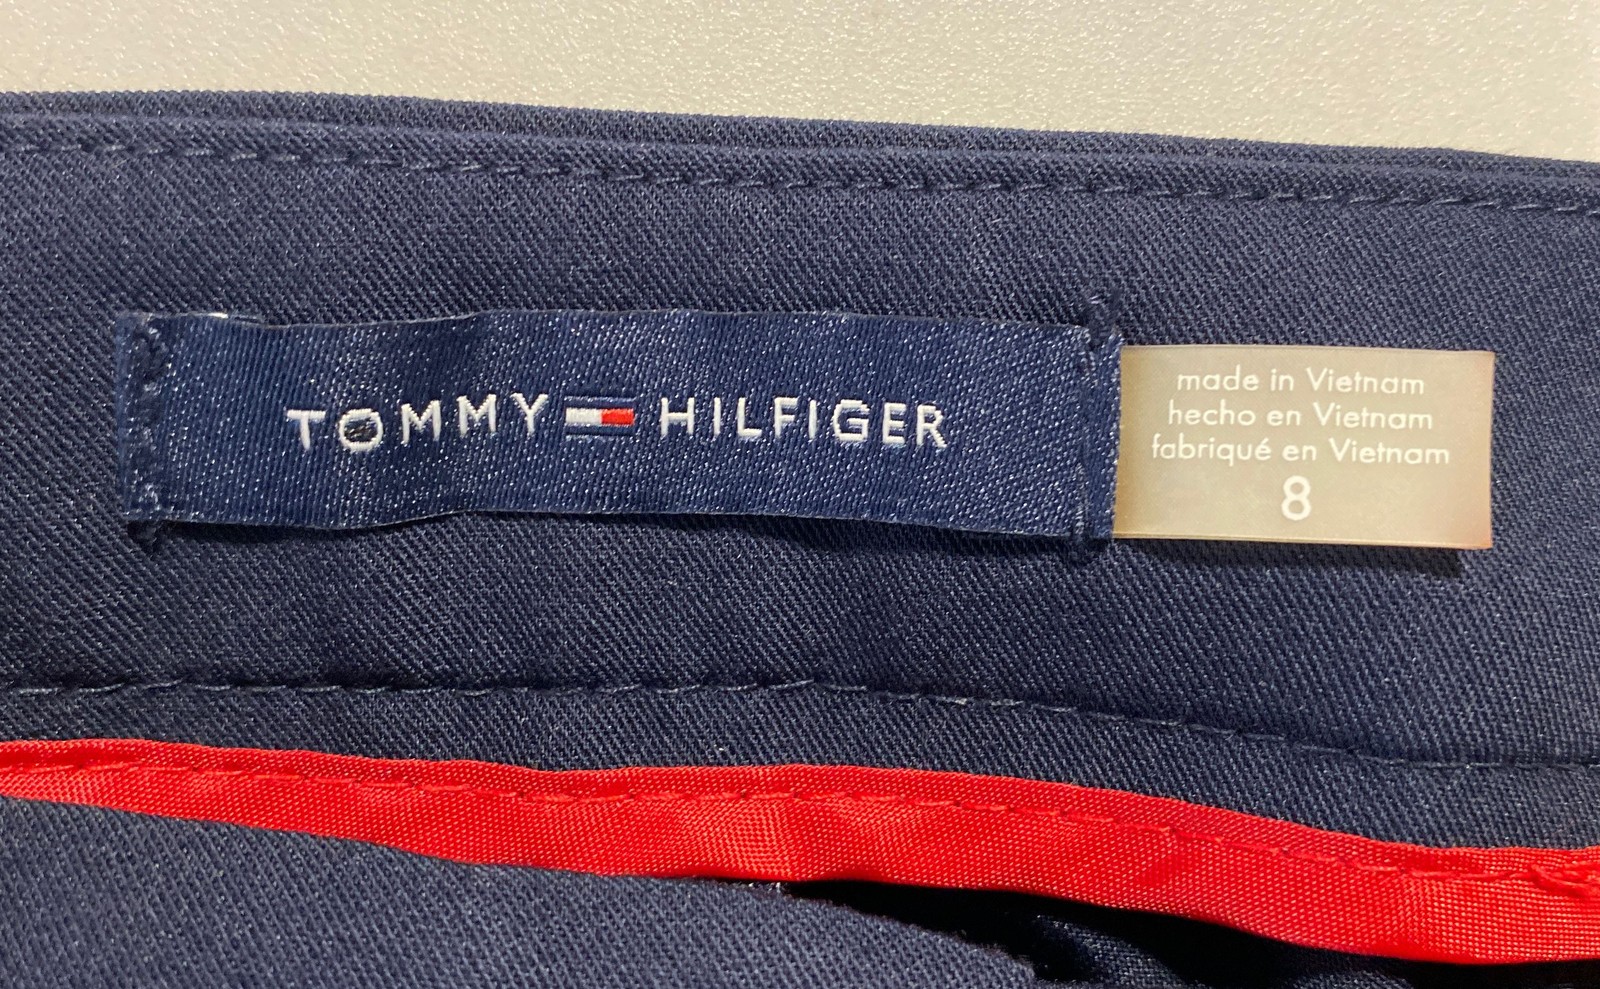 TOMMY HILFIGER
made in Vietnam
hecho en Vietnam
fabriqué en Vietnam
8